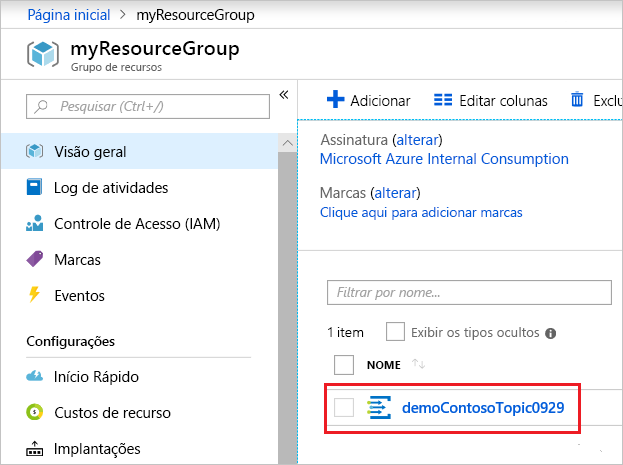 Página inicial > myResourceGroup
myResourceGroup
Grupo de recursos
Pesquisar (Ctrl+/)
«
Visão geral
Log de atividades
Controle de Acesso (IAM)
Marcas
Eventos
Configurações
Início Rápido
Custos de recurso
Implantações
Adicionar Editar colunas Exclu
Assinatura (alterar)
Microsoft Azure Internal Consumption
Marcas (alterar)
Clique aqui para adicionar marcas
Filtrar por nome...
1 item Exibir os tipos ocultos
NOME
demoContosoTopic0929